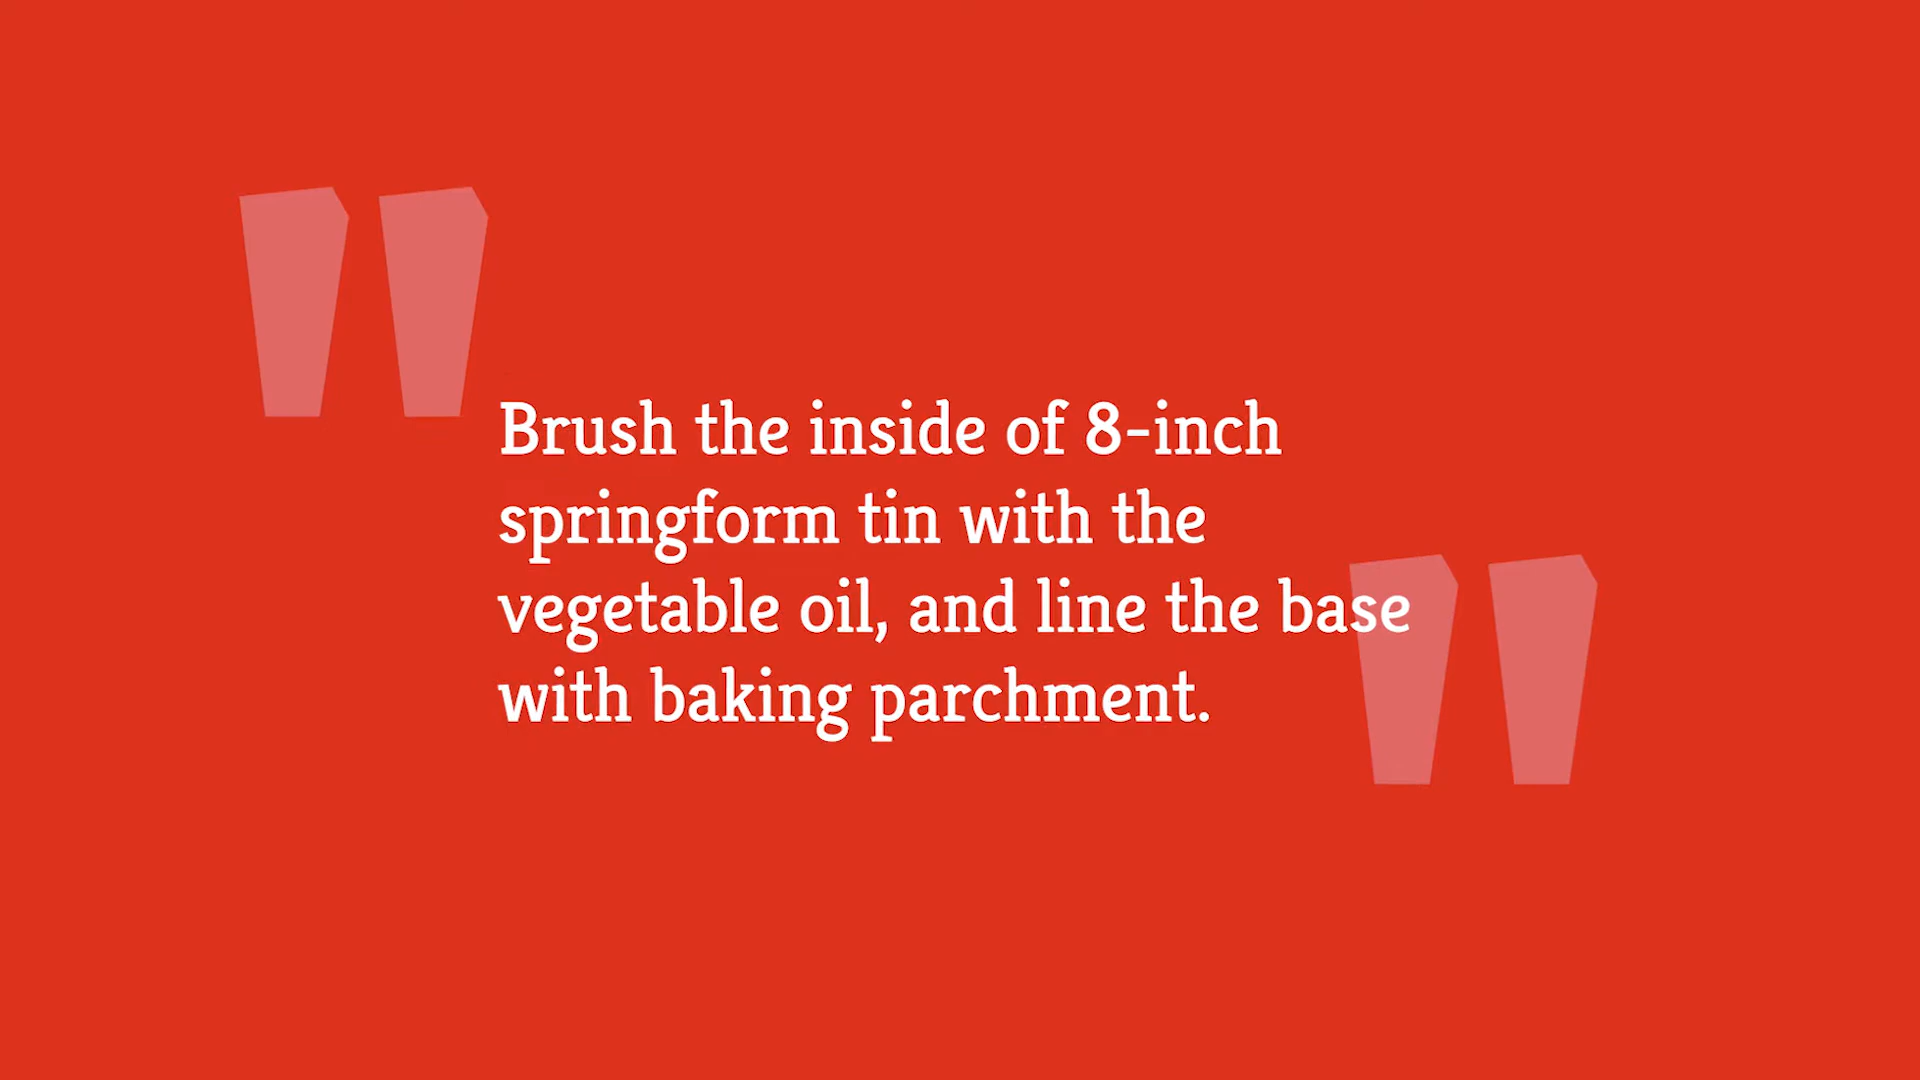 "
Brush the inside of 8-inch
springform tin with the
vegetable oil, and line the base
with baking parchment.
"